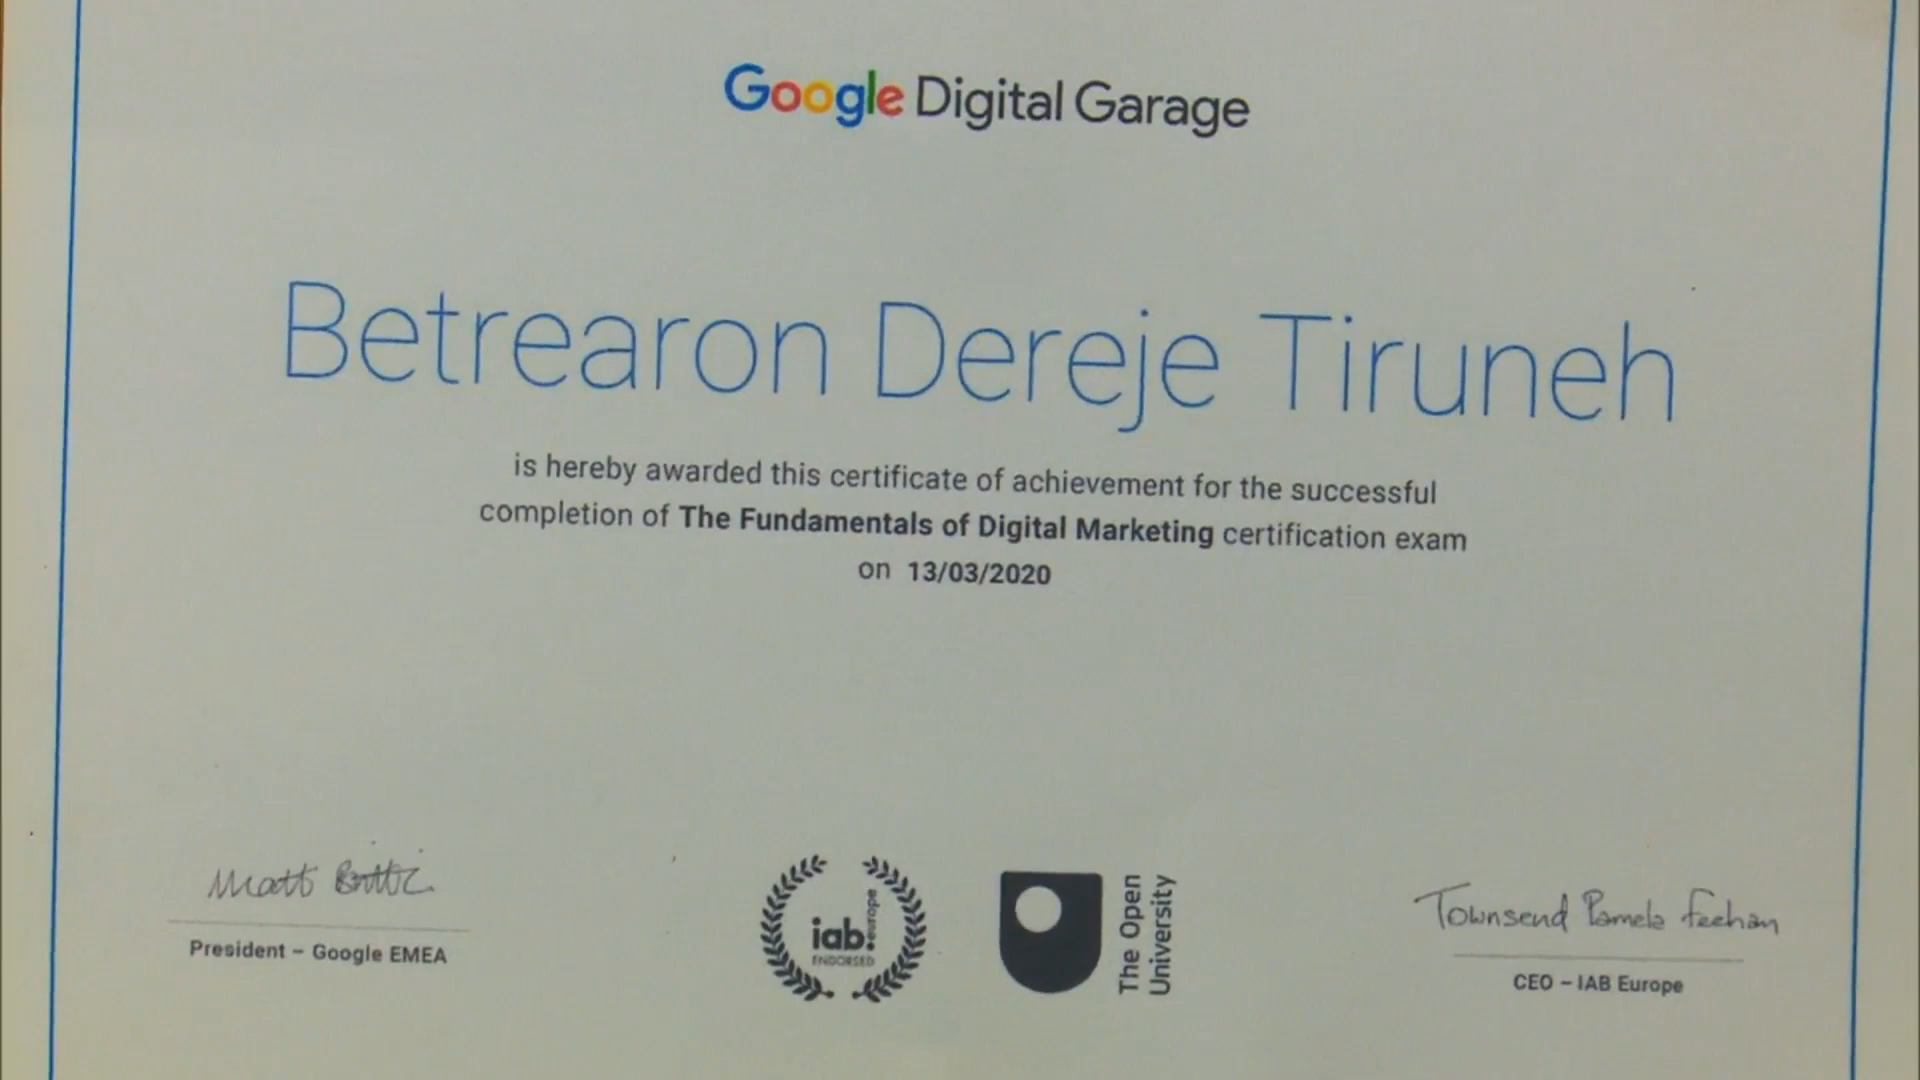 Google Digital Garage
Betrearon Dereje Tiruneh
is hereby awarded this certificate of achievement for the successful
completion of The Fundamentals of Digital Marketing certification exam
on 13/03/2020
Matt Brittin
President – Google EMEA
iab.europe
ENDORSED
The Open
University
Townsend Pamela Feehan
CEO – IAB Europe